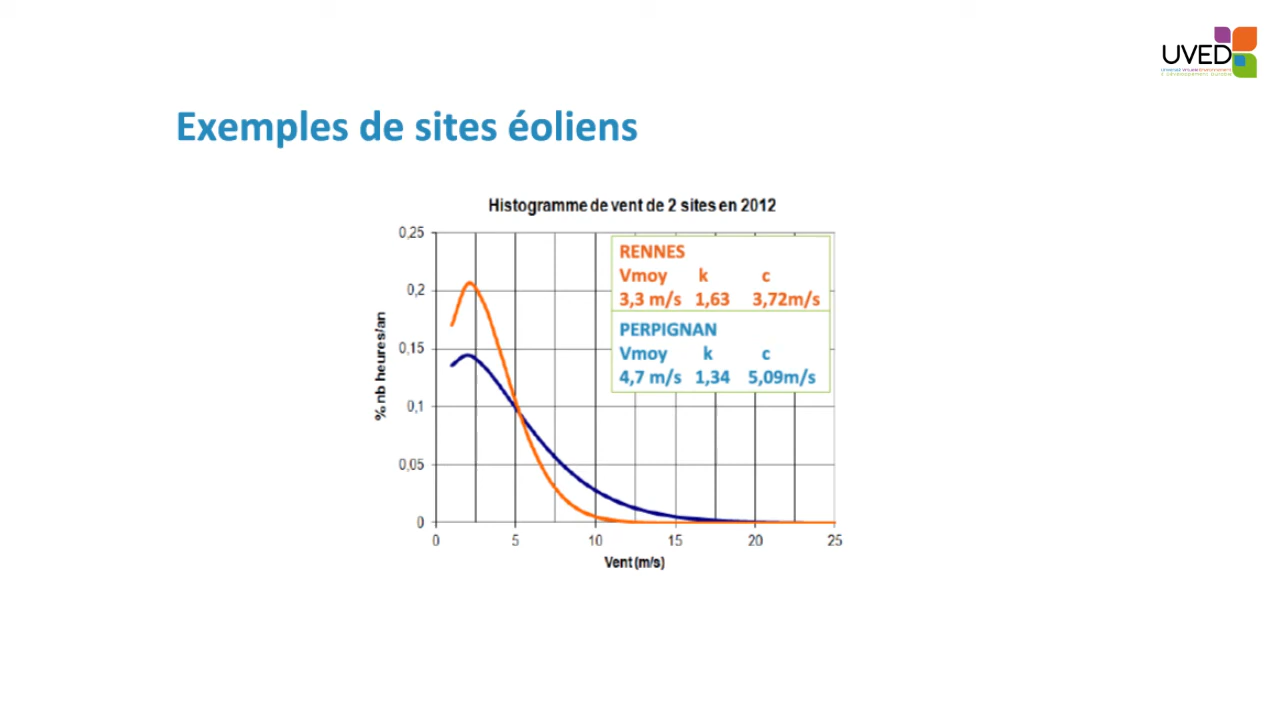 UVED
Exemples de sites éoliens
Histogramme de vent de 2 sites en 2012
0,25
0,2
0,15
0,1
0,05
0
% nb heures/an
RENNES
Vmoy k c
3,3 m/s 1,63 3,72m/s
PERPIGNAN
Vmoy k c
4,7 m/s 1,34 5,09m/s
0 5 10 15 20 25
Vent (m/s)